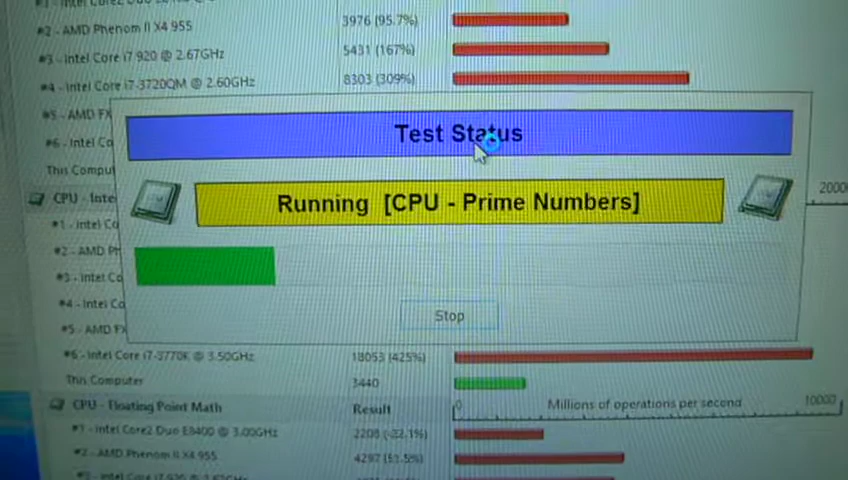 #2 - AMD Phenom II X4 955 3976 (95.7%)
#3 - Intel Core i7 920 @ 2.67GHz 5431 (167%)
#4 - Intel Core i7-3720QM @ 2.60GHz 8303 (309%)
#5 - AMD FX
#6 - Intel Co
This Comput
Test Status
CPU - Inte
20000
#1 - Intel Co
Running [CPU - Prime Numbers]
#2 - AMD Ph
#3 - Intel Co
#4 - Intel Co
Stop
#5 - AMD FX
#6 - Intel Core i7-3770K @ 3.50GHz 18053 (425%)
This Computer 3440
CPU - Floating Point Math Result 0 Millions of operations per second 10000
#1 - Intel Core2 Duo E8400 @ 3.00GHz 2208
#2 - AMD Phenom II X4 955 4297